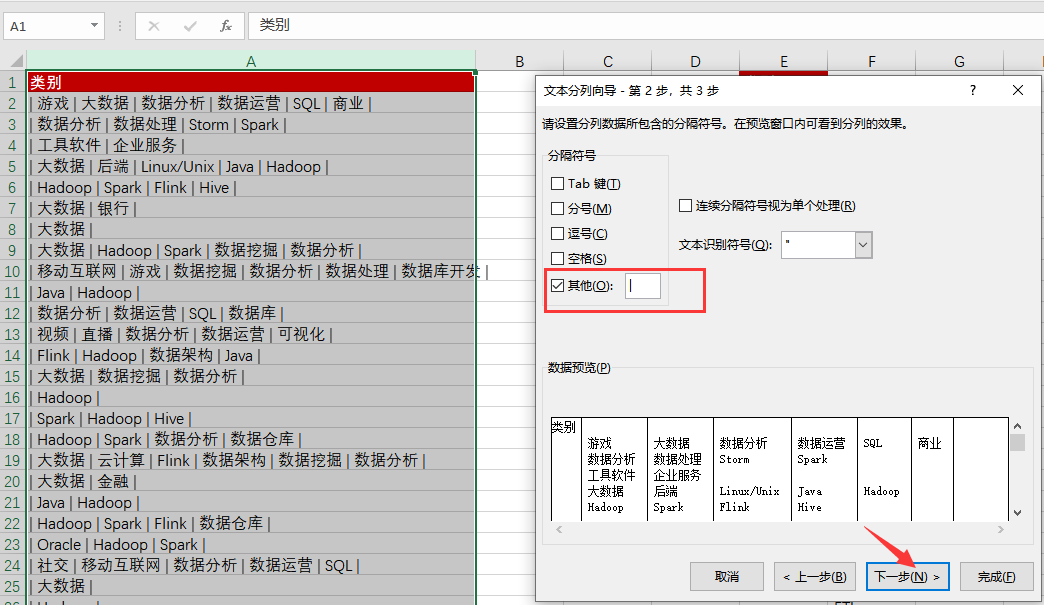 A1
fx
类别
A B C D E F G
1 类别
2 | 游戏 | 大数据 | 数据分析 | 数据运营 | SQL | 商业 |
3 | 数据分析 | 数据处理 | Storm | Spark |
4 | 工具软件 | 企业服务 |
5 | 大数据 | 后端 | Linux/Unix | Java | Hadoop |
6 | Hadoop | Spark | Flink | Hive |
7 | 大数据 | 银行 |
8 | 大数据 |
9 | 大数据 | Hadoop | Spark | 数据挖掘 | 数据分析 |
10 | 移动互联网 | 游戏 | 数据挖掘 | 数据分析 | 数据处理 | 数据库开发 |
11 | Java | Hadoop |
12 | 数据分析 | 数据运营 | SQL | 数据库 |
13 | 视频 | 直播 | 数据分析 | 数据运营 | 可视化 |
14 | Flink | Hadoop | 数据架构 | Java |
15 | 大数据 | 数据挖掘 | 数据分析 |
16 | Hadoop |
17 | Spark | Hadoop | Hive |
18 | Hadoop | Spark | 数据分析 | 数据仓库 |
19 | 大数据 | 云计算 | Flink | 数据架构 | 数据挖掘 | 数据分析 |
20 | 大数据 | 金融 |
21 | Java | Hadoop |
22 | Hadoop | Spark | Flink | 数据仓库 |
23 | Oracle | Hadoop | Spark |
24 | 社交 | 移动互联网 | 数据分析 | 数据运营 | SQL |
25 | 大数据 |
文本分列向导 - 第 2 步，共 3 步
请设置分列数据所包含的分隔符号。在预览窗口内可看到分列的效果。
分隔符号
Tab 键(T)
分号(M)
逗号(C)
空格(S)
其他(O): |
连续分隔符号视为单个处理(R)
文本识别符号(Q): "
数据预览(P)
类别
游戏 大数据 数据分析 数据运营 SQL 商业
数据分析 数据处理 Storm Spark
工具软件 企业服务
大数据 后端 Linux/Unix Java Hadoop
Hadoop Spark Flink Hive
取消
< 上一步(B)
下一步(N) >
完成(F)